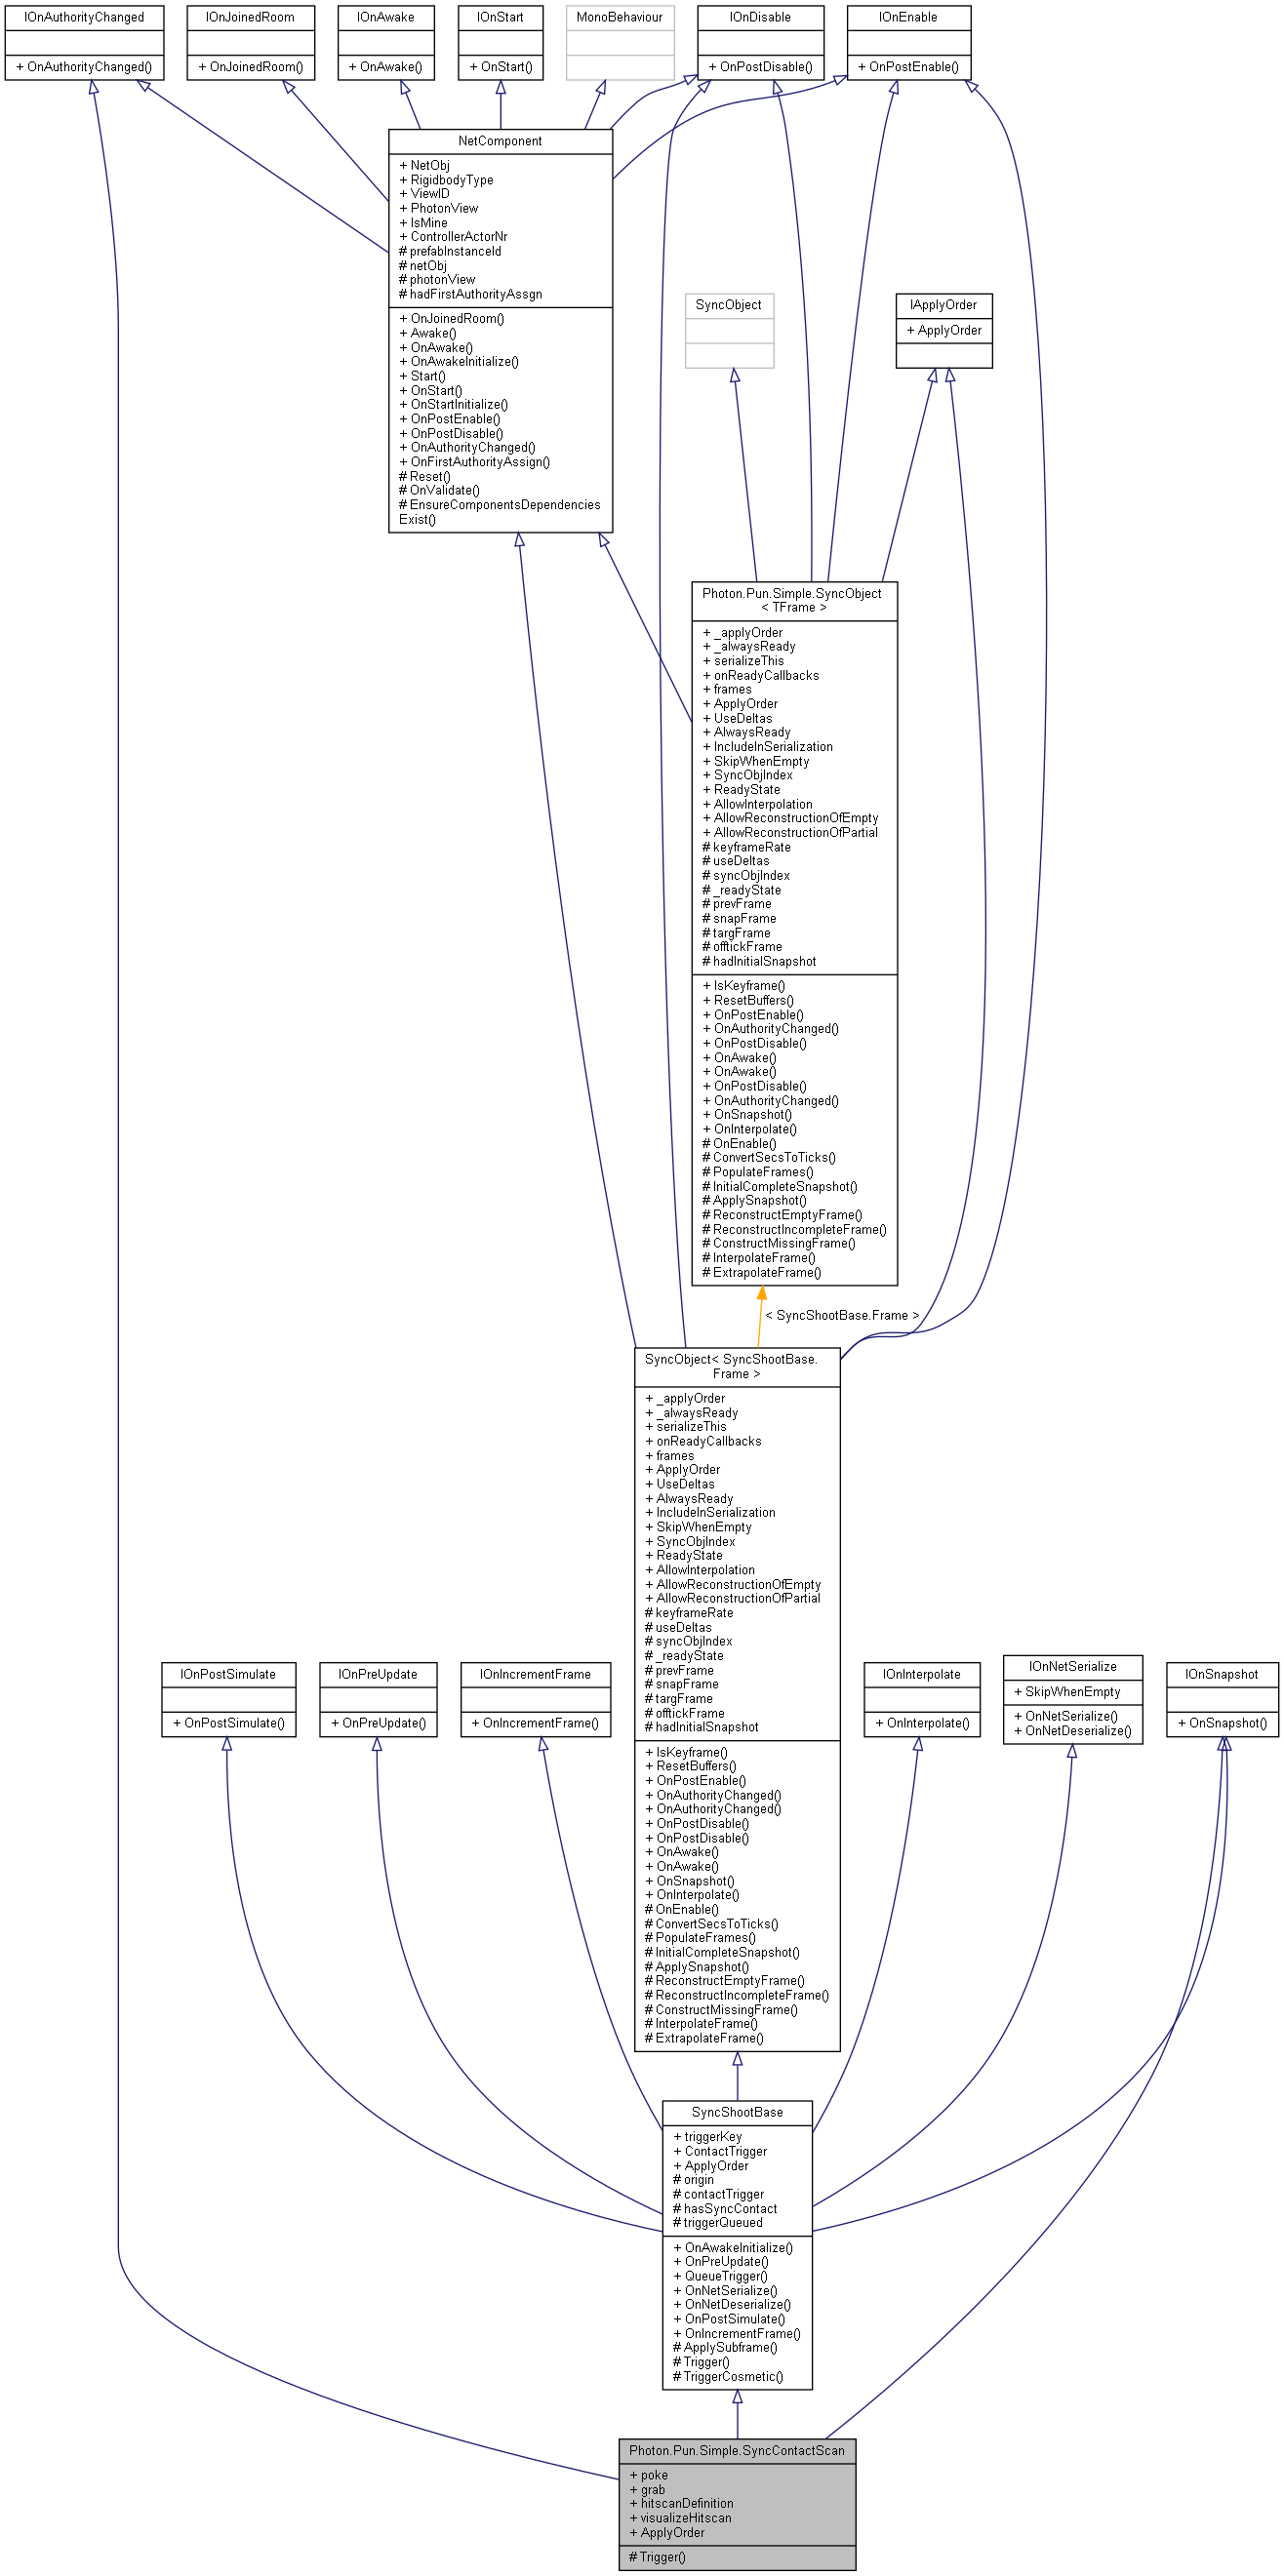 IOnAuthorityChanged
+ OnAuthorityChanged()
IOnJoinedRoom
+ OnJoinedRoom()
IOnAwake
+ OnAwake()
IOnStart
+ OnStart()
MonoBehaviour
IOnDisable
+ OnPostDisable()
IOnEnable
+ OnPostEnable()
NetComponent
+ NetObj
+ RigidbodyType
+ ViewID
+ PhotonView
+ IsMine
+ ControllerActorNr
# prefabInstanceId
# netObj
# photonView
# hadFirstAuthorityAssgn
+ OnJoinedRoom()
+ Awake()
+ OnAwake()
+ OnAwakeInitialize()
+ Start()
+ OnStart()
+ OnStartInitialize()
+ OnPostEnable()
+ OnPostDisable()
+ OnAuthorityChanged()
+ OnFirstAuthorityAssign()
# Reset()
# OnValidate()
# EnsureComponentsDependencies
Exist()
SyncObject
IApplyOrder
+ ApplyOrder
Photon.Pun.Simple.SyncObject
< TFrame >
+ _applyOrder
+ _alwaysReady
+ serializeThis
+ onReadyCallbacks
+ frames
+ ApplyOrder
+ UseDeltas
+ AlwaysReady
+ IncludeInSerialization
+ SkipWhenEmpty
+ SyncObjIndex
+ ReadyState
+ AllowInterpolation
+ AllowReconstructionOfEmpty
+ AllowReconstructionOfPartial
# keyframeRate
# useDeltas
# syncObjIndex
# _readyState
# prevFrame
# snapFrame
# targFrame
# offtickFrame
# hadInitialSnapshot
+ IsKeyframe()
+ ResetBuffers()
+ OnPostEnable()
+ OnAuthorityChanged()
+ OnPostDisable()
+ OnAwake()
+ OnAwake()
+ OnPostDisable()
+ OnAuthorityChanged()
+ OnSnapshot()
+ OnInterpolate()
# OnEnable()
# ConvertSecsToTicks()
# PopulateFrames()
# InitialCompleteSnapshot()
# ApplySnapshot()
# ReconstructEmptyFrame()
# ReconstructIncompleteFrame()
# ConstructMissingFrame()
# InterpolateFrame()
# ExtrapolateFrame()
< SyncShootBase.Frame >
SyncObject< SyncShootBase.
Frame >
+ _applyOrder
+ _alwaysReady
+ serializeThis
+ onReadyCallbacks
+ frames
+ ApplyOrder
+ UseDeltas
+ AlwaysReady
+ IncludeInSerialization
+ SkipWhenEmpty
+ SyncObjIndex
+ ReadyState
+ AllowInterpolation
+ AllowReconstructionOfEmpty
+ AllowReconstructionOfPartial
# keyframeRate
# useDeltas
# syncObjIndex
# _readyState
# prevFrame
# snapFrame
# targFrame
# offtickFrame
# hadInitialSnapshot
+ IsKeyframe()
+ ResetBuffers()
+ OnPostEnable()
+ OnAuthorityChanged()
+ OnAuthorityChanged()
+ OnPostDisable()
+ OnPostDisable()
+ OnAwake()
+ OnAwake()
+ OnSnapshot()
+ OnInterpolate()
# OnEnable()
# ConvertSecsToTicks()
# PopulateFrames()
# InitialCompleteSnapshot()
# ApplySnapshot()
# ReconstructEmptyFrame()
# ReconstructIncompleteFrame()
# ConstructMissingFrame()
# InterpolateFrame()
# ExtrapolateFrame()
IOnPostSimulate
+ OnPostSimulate()
IOnPreUpdate
+ OnPreUpdate()
IOnIncrementFrame
+ OnIncrementFrame()
IOnInterpolate
+ OnInterpolate()
IOnNetSerialize
+ SkipWhenEmpty
+ OnNetSerialize()
+ OnNetDeserialize()
IOnSnapshot
+ OnSnapshot()
SyncShootBase
+ triggerKey
+ ContactTrigger
+ ApplyOrder
# origin
# contactTrigger
# hasSyncContact
# triggerQueued
+ OnAwakeInitialize()
+ OnPreUpdate()
+ QueueTrigger()
+ OnNetSerialize()
+ OnNetDeserialize()
+ OnPostSimulate()
+ OnIncrementFrame()
# ApplySubframe()
# Trigger()
# TriggerCosmetic()
Photon.Pun.Simple.SyncContactScan
+ poke
+ grab
+ hitscanDefinition
+ visualizeHitscan
+ ApplyOrder
# Trigger()